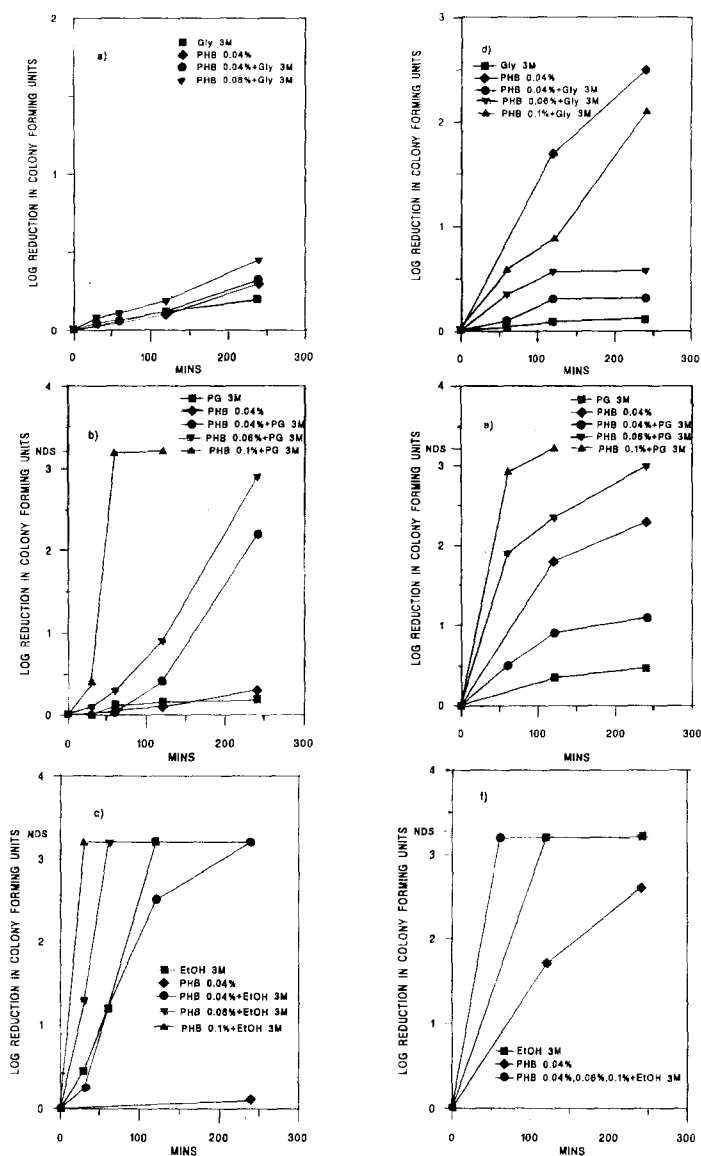 LOG REDUCTION IN COLONY FORMING UNITS
2
1
0
a)
Gly 3M
PHB 0.04%
PHB 0.04%+Gly 3M
PHB 0.06%+Gly 3M
0
100
200
300
MINS
LOG REDUCTION IN COLONY FORMING UNITS
3
2
1
0
d)
Gly 3M
PHB 0.04%
PHB 0.04%+Gly 3M
PHB 0.06%+Gly 3M
PHB 0.1%+Gly 3M
0
100
200
300
MINS
LOG REDUCTION IN COLONY FORMING UNITS
4
NDS
3
2
1
0
b)
PG 3M
PHB 0.04%
PHB 0.04%+PG 3M
PHB 0.06%+PG 3M
PHB 0.1%+PG 3M
0
100
200
300
MINS
LOG REDUCTION IN COLONY FORMING UNITS
4
NDS
3
2
1
0
e)
PG 3M
PHB 0.04%
PHB 0.04%+PG 3M
PHB 0.06%+PG 3M
PHB 0.1%+PG 3M
0
100
200
300
MINS
LOG REDUCTION IN COLONY FORMING UNITS
4
NDS
3
2
1
0
c)
EtOH 3M
PHB 0.04%
PHB 0.04%+EtOH 3M
PHB 0.06%+EtOH 3M
PHB 0.1%+EtOH 3M
0
100
200
300
MINS
LOG REDUCTION IN COLONY FORMING UNITS
4
NDS
3
2
1
0
f)
EtOH 3M
PHB 0.04%
PHB 0.04%,0.06%,0.1%+EtOH 3M
0
100
200
300
MINS